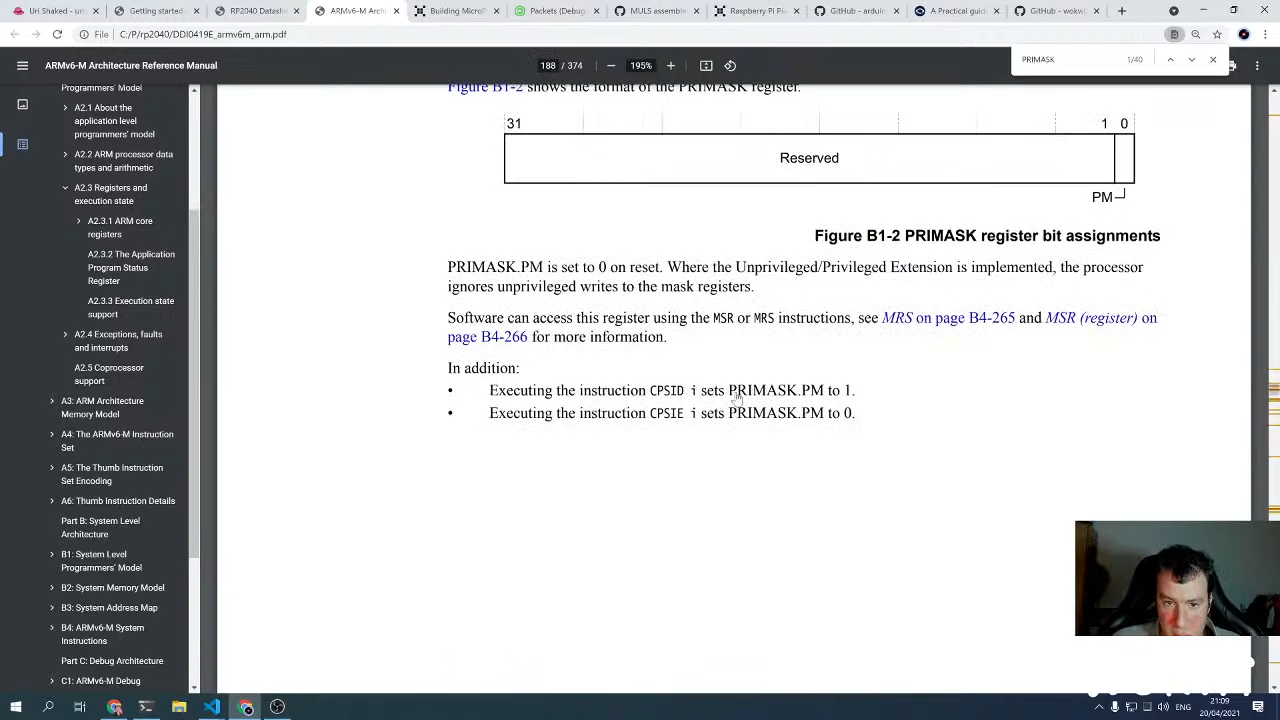 Uri Shaked - c
Getting started
RP2040 Datash
ARMv6-M Archi
Building MicroP
Packets (Debug
MULS assemble
Raspberry Pi Pi
GitHub - arduin
A Practical guid
GitHub - wokwi
File C:/P/rp2040/DDI0419E_armv6m_arm.pdf
ARMv6-M Architecture Reference Manual
188 / 374
195%
PRIMASK
1/40
Programmers' Model
A2.1 About the
application level
programmers' model
A2.2 ARM processor data
types and arithmetic
A2.3 Registers and
execution state
A2.3.1 ARM core
registers
A2.3.2 The Application
Program Status
Register
A2.3.3 Execution state
support
A2.4 Exceptions, faults
and interrupts
A2.5 Coprocessor
support
A3: ARM Architecture
Memory Model
A4: The ARMv6-M Instruction
Set
A5: The Thumb Instruction
Set Encoding
A6: Thumb Instruction Details
Part B: System Level
Architecture
B1: System Level
Programmers' Model
B2: System Memory Model
B3: System Address Map
B4: ARMv6-M System
Instructions
Part C: Debug Architecture
C1: ARMv6-M Debug
Figure B1-2 shows the format of the PRIMASK register.
31 1 0
Reserved
PM
Figure B1-2 PRIMASK register bit assignments
PRIMASK.PM is set to 0 on reset. Where the Unprivileged/Privileged Extension is implemented, the processor
ignores unprivileged writes to the mask registers.
Software can access this register using the MSR or MRS instructions, see MRS on page B4-265 and MSR (register) on
page B4-266 for more information.
In addition:
• Executing the instruction CPSID i sets PRIMASK.PM to 1.
• Executing the instruction CPSIE i sets PRIMASK.PM to 0.
ENG
21:09
20/04/2021